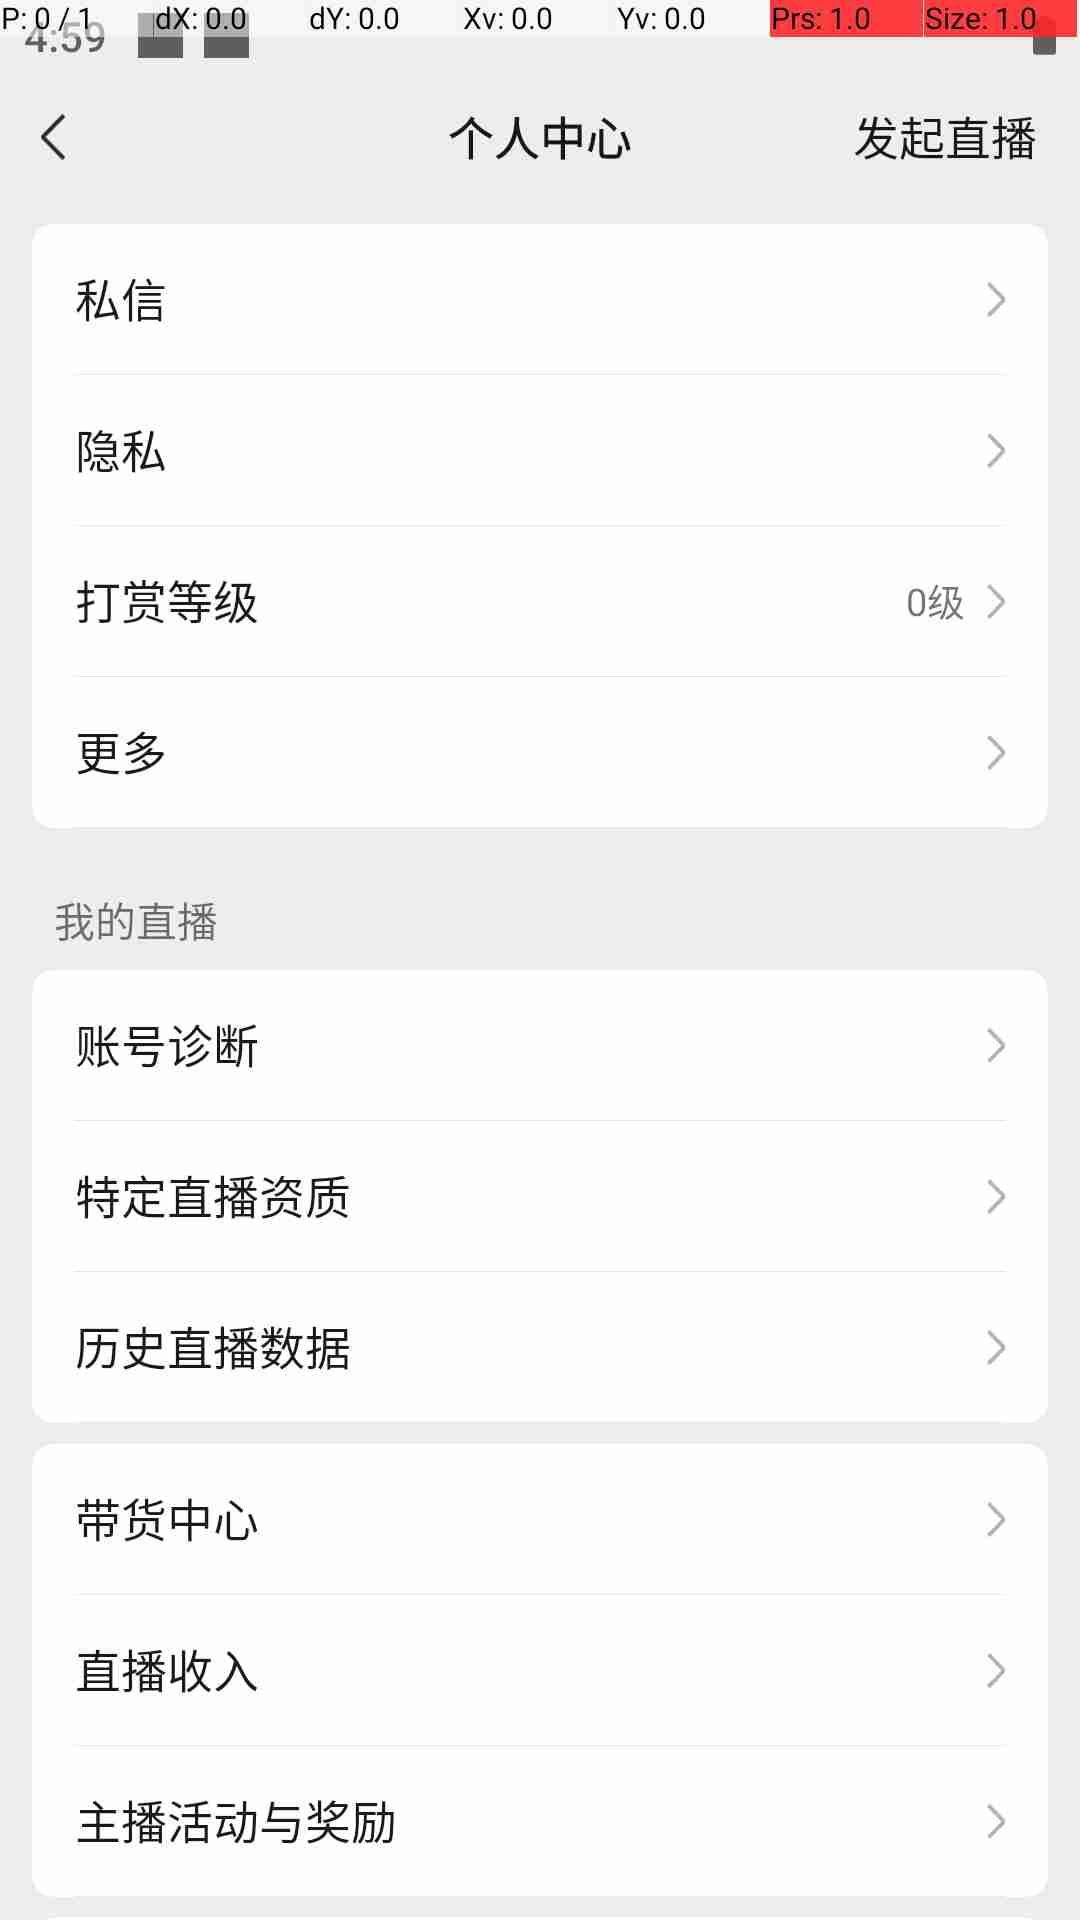 P: 0 / 1 dX: 0.0 dY: 0.0 Xv: 0.0 Yv: 0.0 Prs: 1.0 Size: 1.0
4:59
个人中心 发起直播
私信
隐私
打赏等级 0级
更多
我的直播
账号诊断
特定直播资质
历史直播数据
带货中心
直播收入
主播活动与奖励